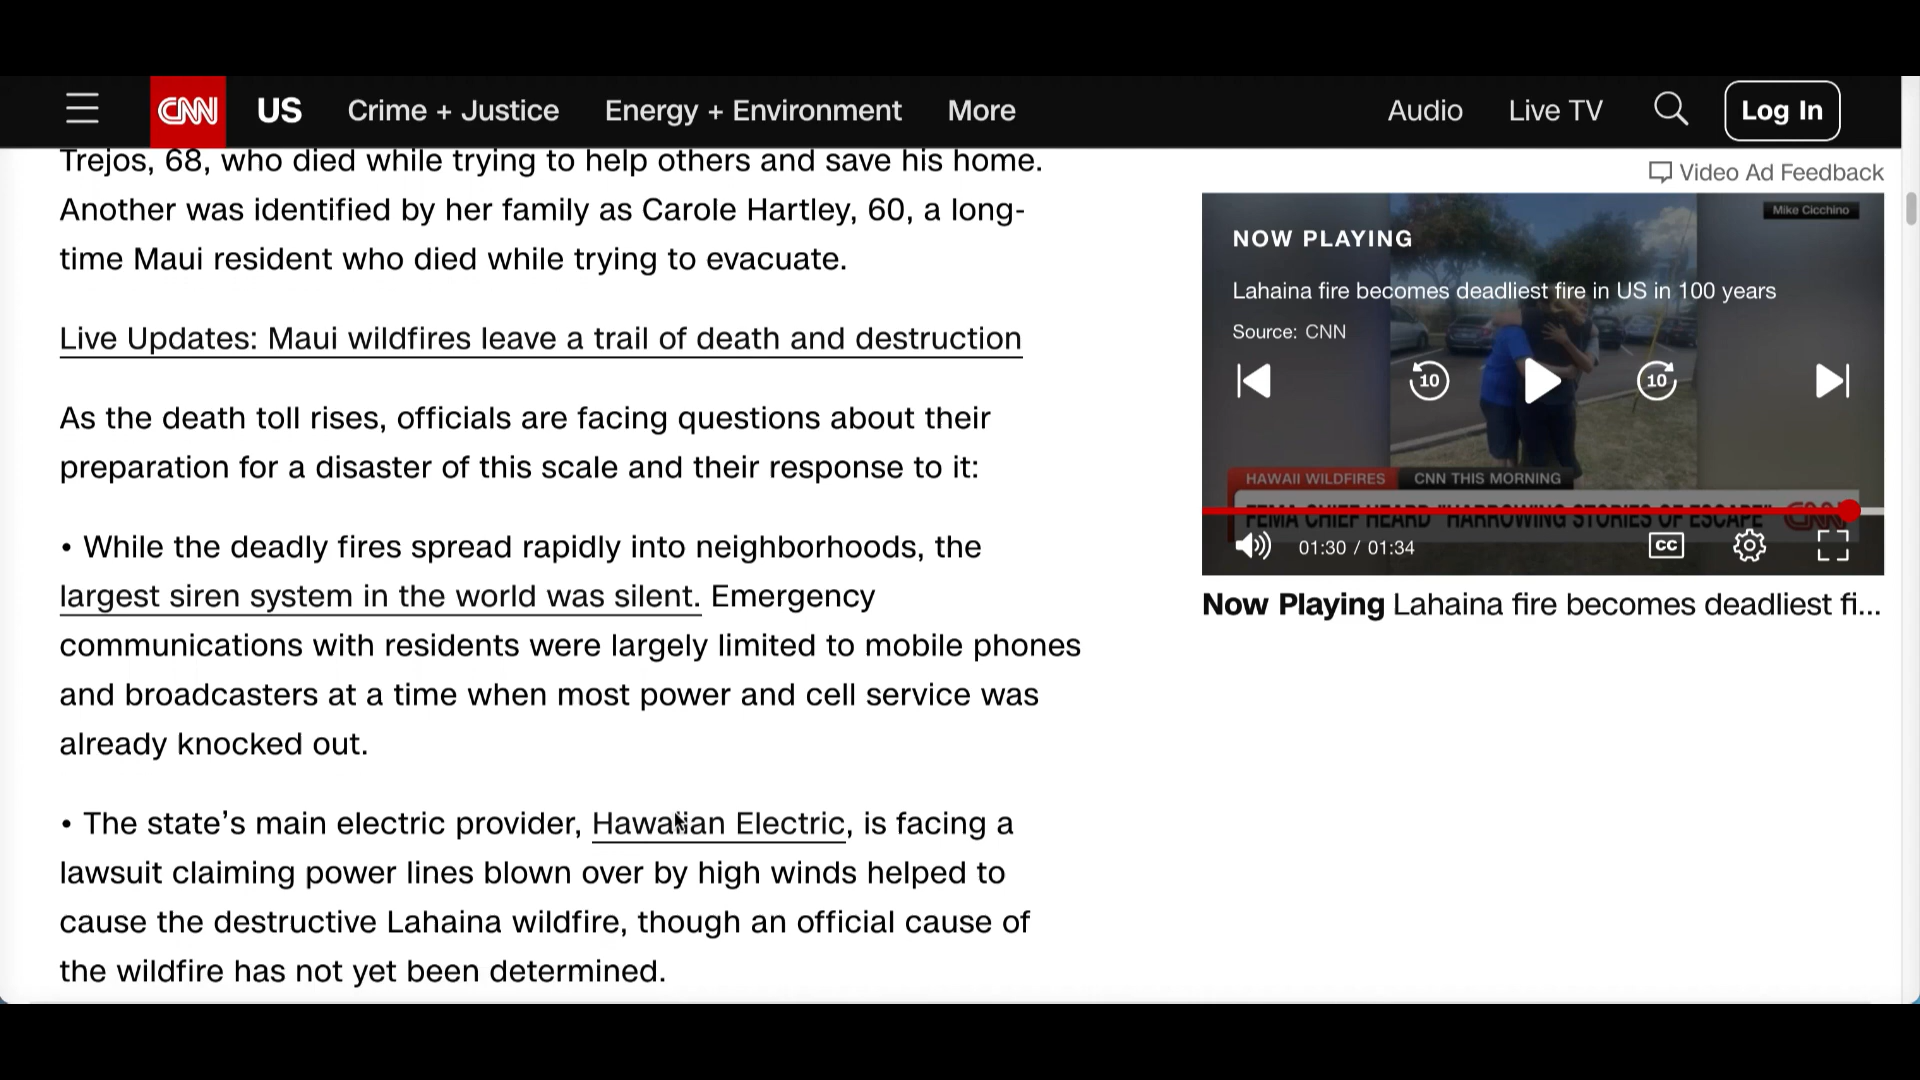 CNN
US
Crime + Justice
Energy + Environment
More
Audio
Live TV
Log In
Trejos, 68, who died while trying to help others and save his home.
Another was identified by her family as Carole Hartley, 60, a long-
time Maui resident who died while trying to evacuate.
Live Updates: Maui wildfires leave a trail of death and destruction
As the death toll rises, officials are facing questions about their
preparation for a disaster of this scale and their response to it:
• While the deadly fires spread rapidly into neighborhoods, the
largest siren system in the world was silent. Emergency
communications with residents were largely limited to mobile phones
and broadcasters at a time when most power and cell service was
already knocked out.
• The state’s main electric provider, Hawaiian Electric, is facing a
lawsuit claiming power lines blown over by high winds helped to
cause the destructive Lahaina wildfire, though an official cause of
the wildfire has not yet been determined.
Video Ad Feedback
Mike Cicchino
NOW PLAYING
Lahaina fire becomes deadliest fire in US in 100 years
Source: CNN
10
10
HAWAII WILDFIRES
CNN THIS MORNING
FEMA CHIEF HEARD "HARROWING STORIES OF ESCAPE"
CNN
01:30 / 01:34
CC
Now Playing Lahaina fire becomes deadliest fi...